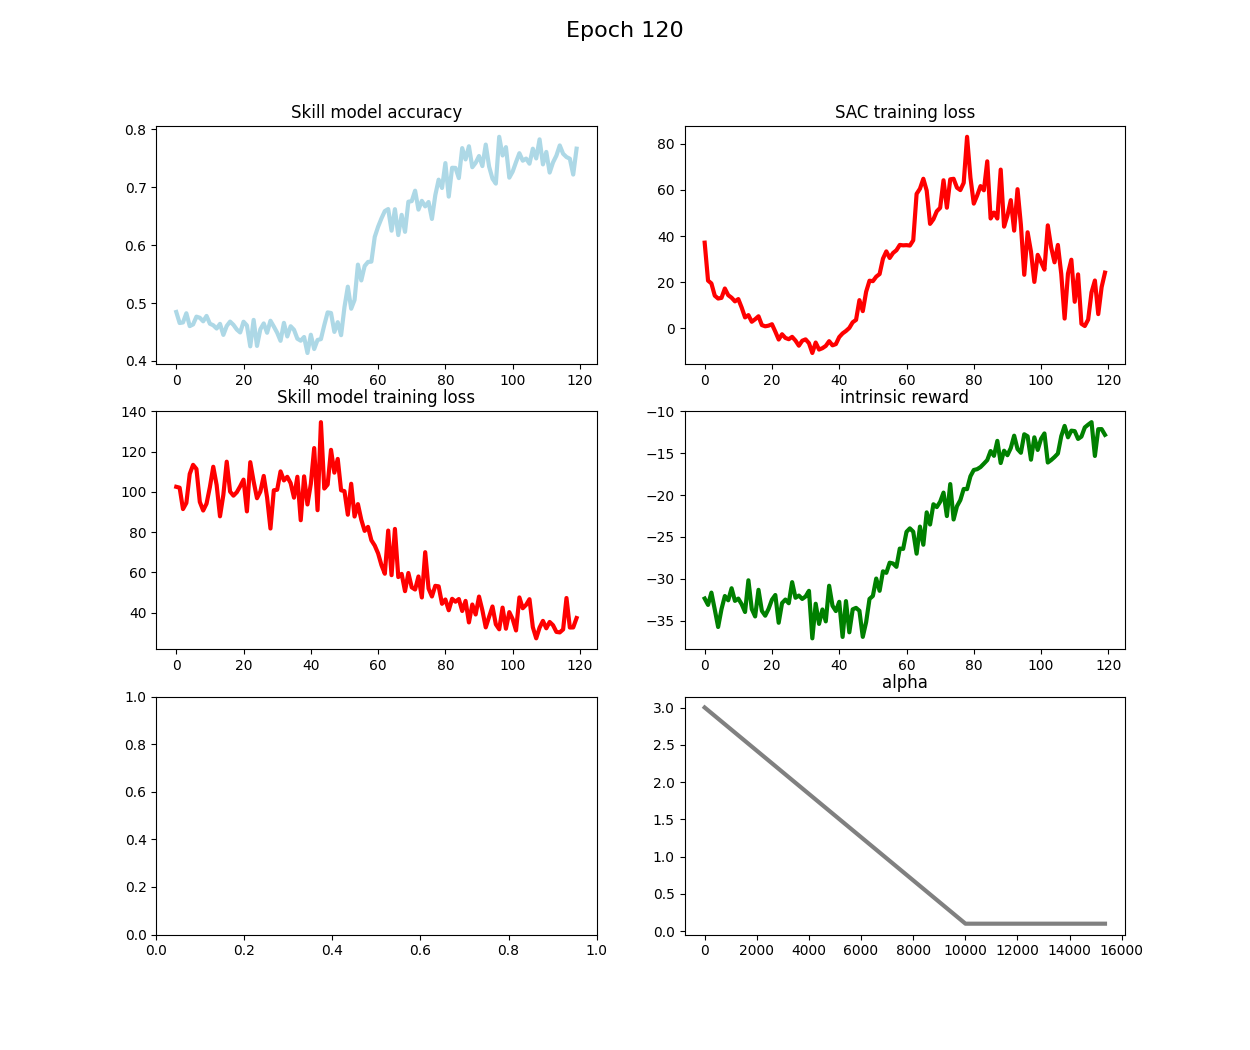 Epoch 120
Skill model accuracy
0.8
0.7
0.6
0.5
0.4
0 20 40 60 80 100 120
SAC training loss
80
60
40
20
0
0 20 40 60 80 100 120
Skill model training loss
140
120
100
80
60
40
0 20 40 60 80 100 120
intrinsic reward
−10
−15
−20
−25
−30
−35
0 20 40 60 80 100 120
1.0
0.8
0.6
0.4
0.2
0.0
0.0 0.2 0.4 0.6 0.8 1.0
alpha
3.0
2.5
2.0
1.5
1.0
0.5
0.0
0 2000 4000 6000 8000 10000 12000 14000 16000